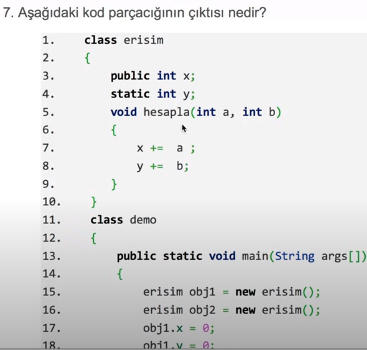 7. Aşağıdaki kod parçacığının çıktısı nedir?
1. class erisim
2. {
3. public int x;
4. static int y;
5. void hesapla(int a, int b)
6. {
7. x += a ;
8. y += b;
9. }
10. }
11. class demo
12. {
13. public static void main(String args[])
14. {
15. erisim obj1 = new erisim();
16. erisim obj2 = new erisim();
17. obj1.x = 0;
18. obj1.y = 0;